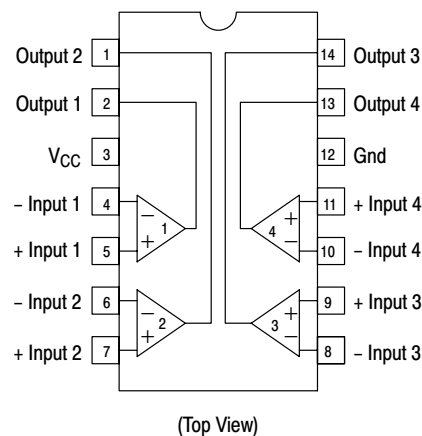 Output 2 1 14 Output 3
Output 1 2 13 Output 4
VCC 3 12 Gnd
– Input 1 4 – + 11 + Input 4
+ Input 1 5 + 1 4 – 10 – Input 4
– Input 2 6 – + 9 + Input 3
+ Input 2 7 + 2 3 – 8 – Input 3
(Top View)